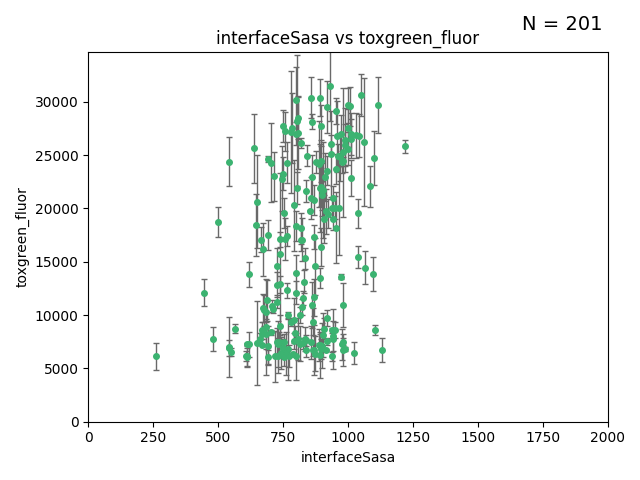 N = 201
interfaceSasa vs toxgreen_fluor
30000
25000
20000
15000
10000
5000
0
toxgreen_fluor
0 250 500 750 1000 1250 1500 1750 2000
interfaceSasa